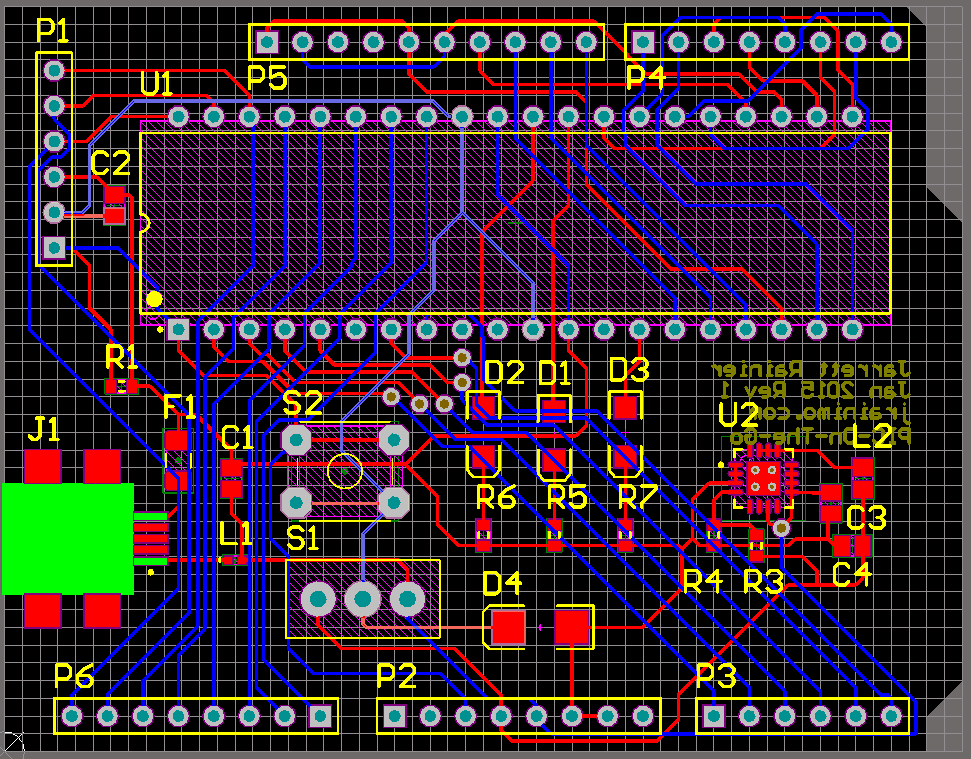 P1
P5
P4
U1
C2
R1
D2
D1
D3
Jarrett Rainier
Jan 2015 Rev 1
jrainimo.com
PIC-On-The-Go
U2
F1
S2
J1
C1
L2
R6
R5
R7
C3
L1
S1
D4
R4
R3
C4
P6
P2
P3